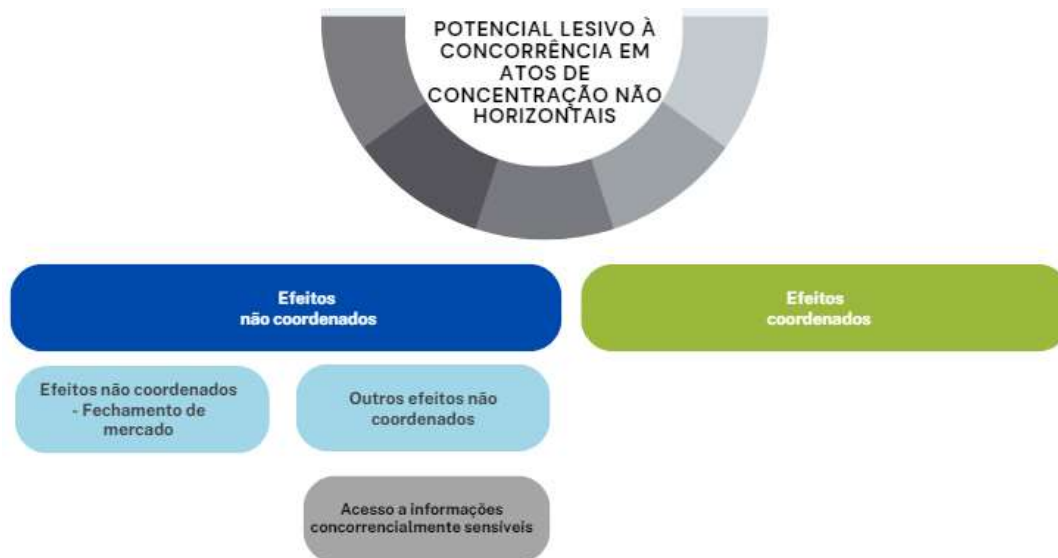 POTENCIAL LESIVO À
CONCORRÊNCIA EM
ATOS DE
CONCENTRAÇÃO NÃO
HORIZONTAIS
Efeitos
não coordenados
Efeitos
coordenados
Efeitos não coordenados
- Fechamento de
mercado
Outros efeitos não
coordenados
Acesso a informações
concorrencialmente sensíveis